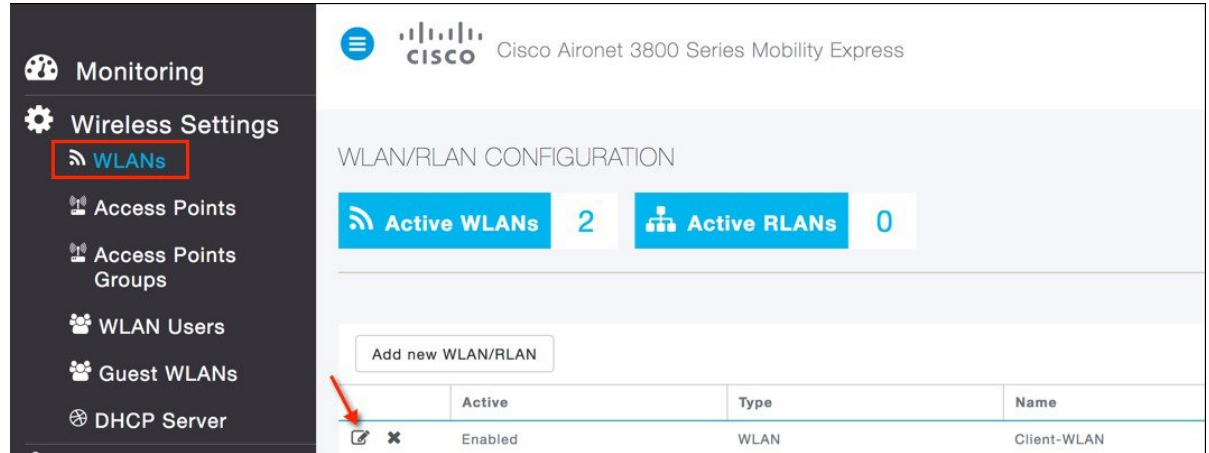 Monitoring
Wireless Settings
WLANs
Access Points
Access Points
Groups
WLAN Users
Guest WLANs
DHCP Server
CISCO
Cisco Aironet 3800 Series Mobility Express
WLAN/RLAN CONFIGURATION
Active WLANs 2 Active RLANs 0
Add new WLAN/RLAN
Active Type Name
Enabled WLAN Client-WLAN